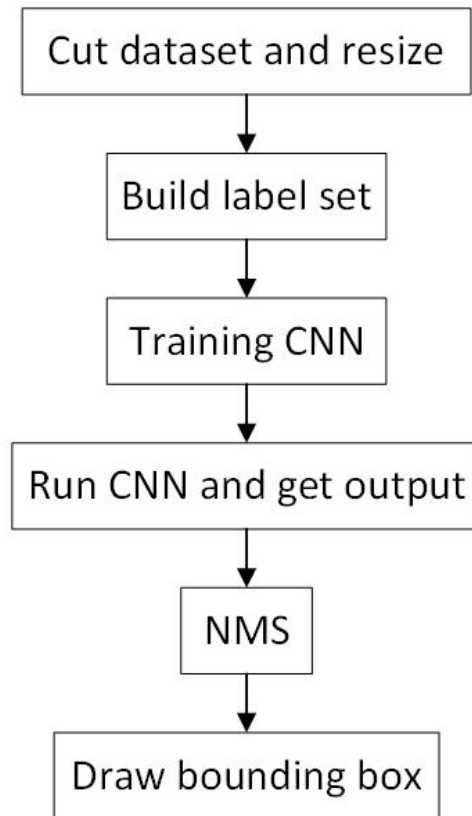 Cut dataset and resize
Build label set
Training CNN
Run CNN and get output
NMS
Draw bounding box